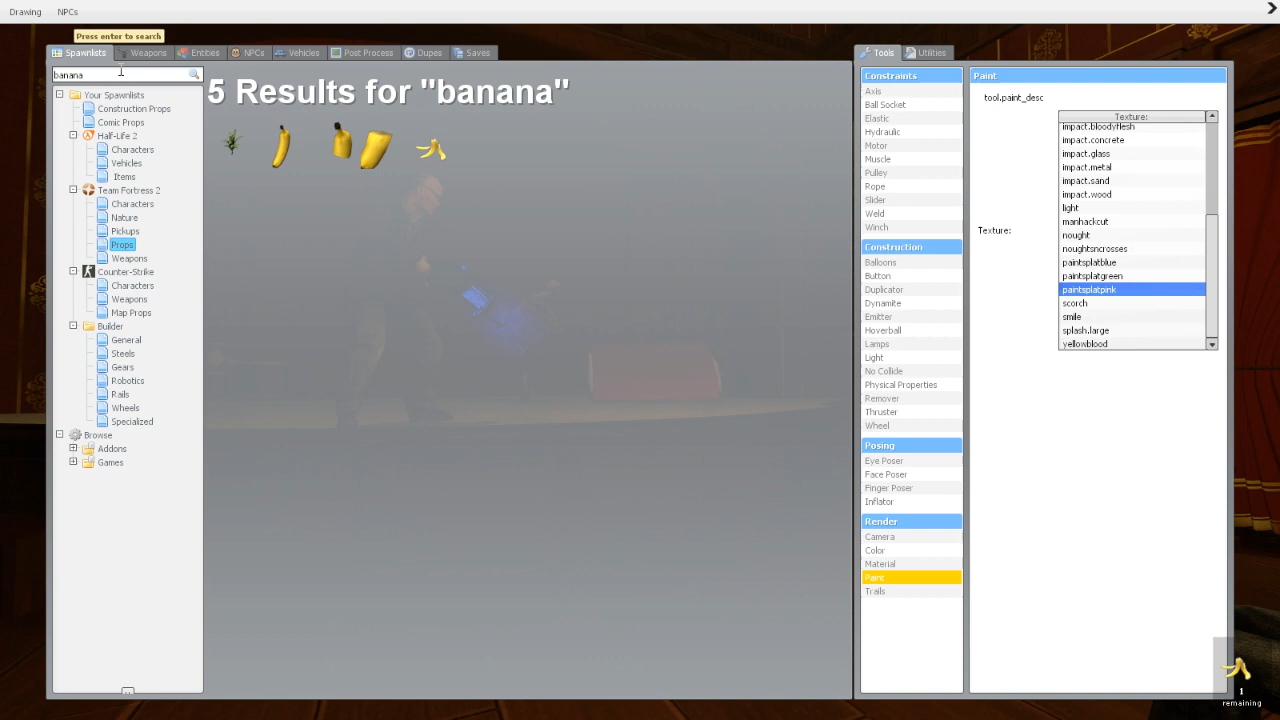 Drawing NPCs
Press enter to search
Spawnlists Weapons Entities NPCs Vehicles Post Process Dupes Saves
banana
5 Results for "banana"
Your Spawnlists
Construction Props
Comic Props
Half-Life 2
Characters
Vehicles
Items
Team Fortress 2
Characters
Nature
Pickups
Props
Weapons
Counter-Strike
Characters
Weapons
Map Props
Builder
General
Steels
Gears
Robotics
Rails
Wheels
Specialized
Browse
Addons
Games
Tools Utilities
Constraints
Axis
Ball Socket
Elastic
Hydraulic
Motor
Muscle
Pulley
Rope
Slider
Weld
Winch
Construction
Balloons
Button
Duplicator
Dynamite
Emitter
Hoverball
Lamps
Light
No Collide
Physical Properties
Remover
Thruster
Wheel
Posing
Eye Poser
Face Poser
Finger Poser
Inflator
Render
Camera
Color
Material
Paint
Trails
Paint
tool.paint_desc
Texture:
Texture:
impact.bloodyflesh
impact.concrete
impact.glass
impact.metal
impact.sand
impact.wood
light
manhackcut
nought
noughtsncrosses
paintsplatblue
paintsplatgreen
paintsplatpink
scorch
smile
splash.large
yellowblood
1
remaining